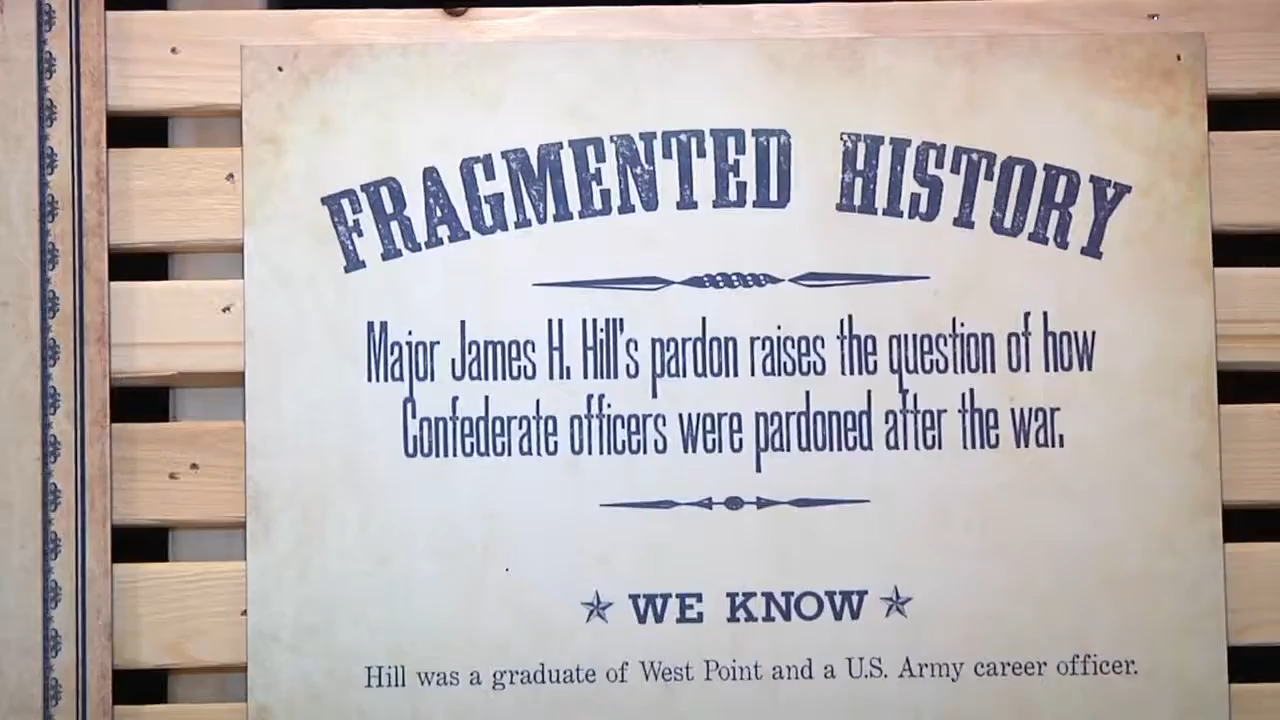 FRAGMENTED HISTORY
Major James H. Hill's pardon raises the question of how
Confederate officers were pardoned after the war.
WE KNOW
Hill was a graduate of West Point and a U.S. Army career officer.